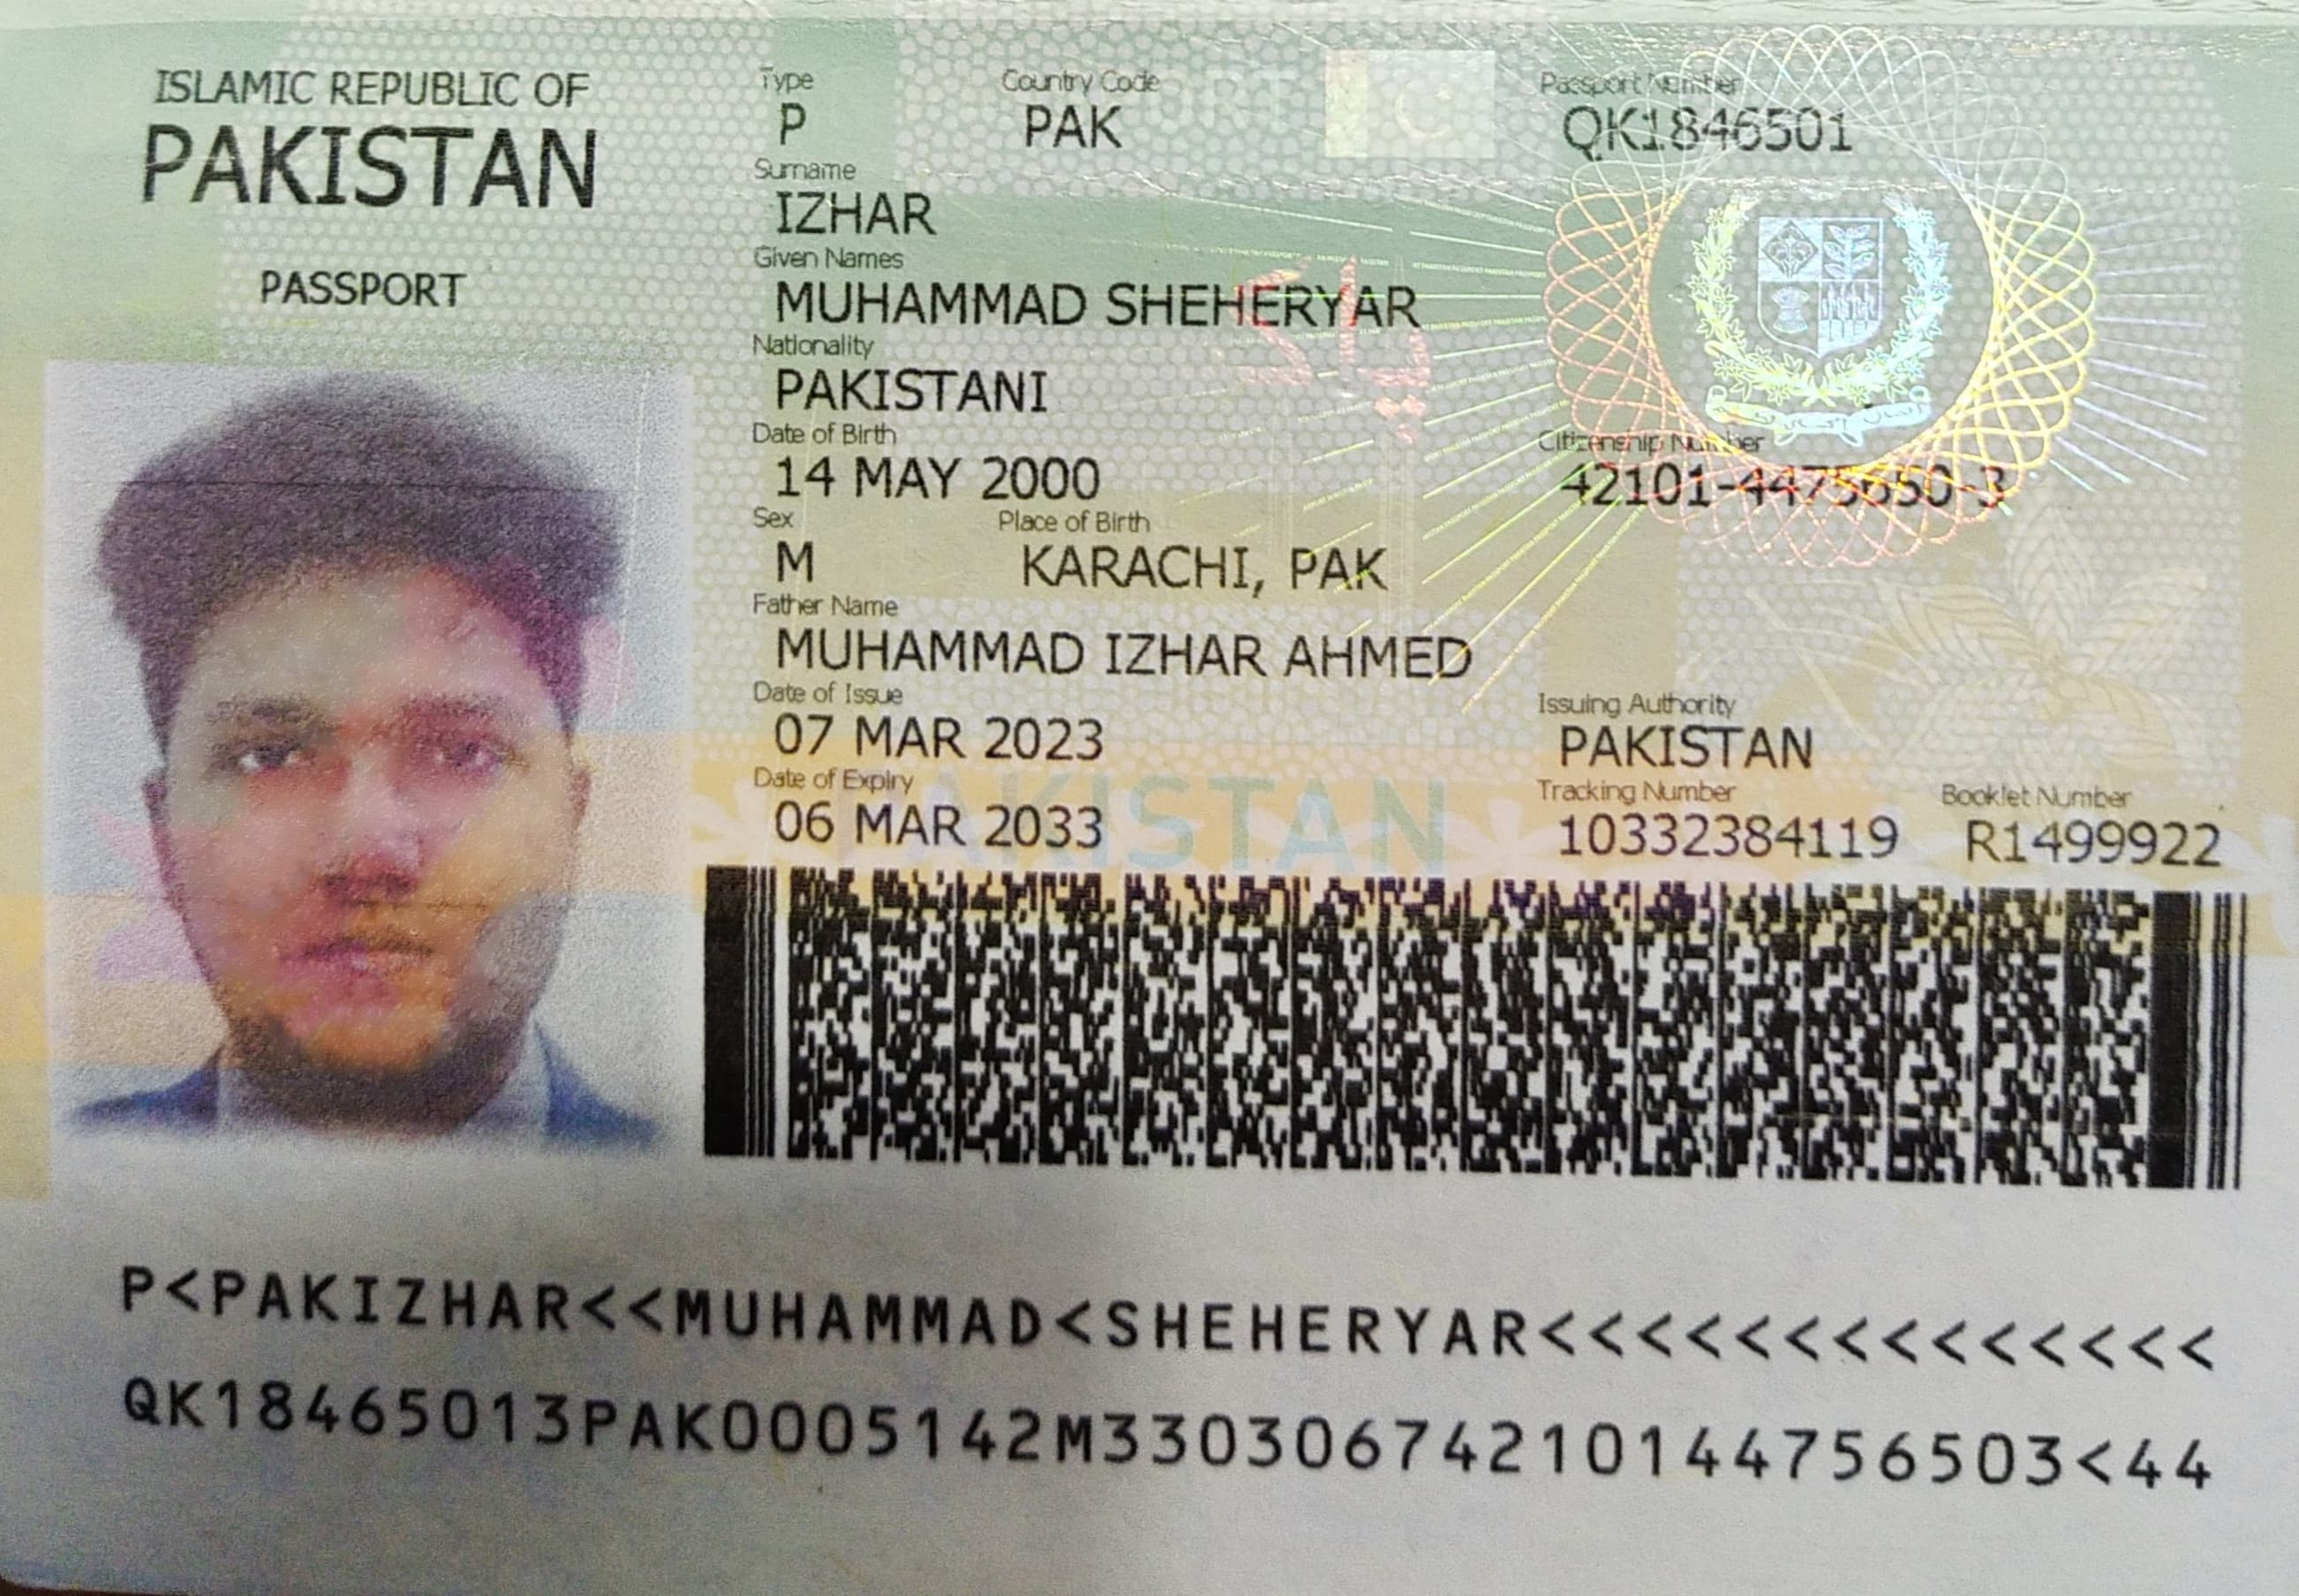 ISLAMIC REPUBLIC OF
PAKISTAN
PASSPORT
Type
P
Country Code
PAK
Passport Number
QK1846501
Surname
IZHAR
Given Names
MUHAMMAD SHEHERYAR
Nationality
PAKISTANI
Date of Birth
14 MAY 2000
Citizenship Number
42101-4475650-3
Sex
M
Place of Birth
KARACHI, PAK
Father Name
MUHAMMAD IZHAR AHMED
Date of Issue
07 MAR 2023
Issuing Authority
PAKISTAN
Date of Expiry
06 MAR 2033
Tracking Number
10332384119
Booklet Number
R1499922
PAKISTAN
P<PAKIZHAR<<MUHAMMAD<SHEHERYAR<<<<<<<<<<<<<<
QK18465013PAK0005142M33030674210144756503<44